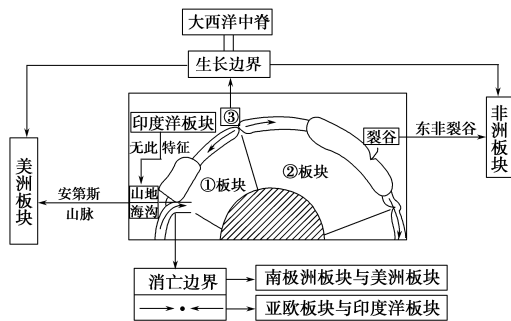 大西洋中脊
生长边界
③
印度洋板块
无此特征
山地
海沟
①板块
②板块
裂谷
东非裂谷
非洲板块
美洲板块
安第斯
山脉
消亡边界
南极洲板块与美洲板块
亚欧板块与印度洋板块